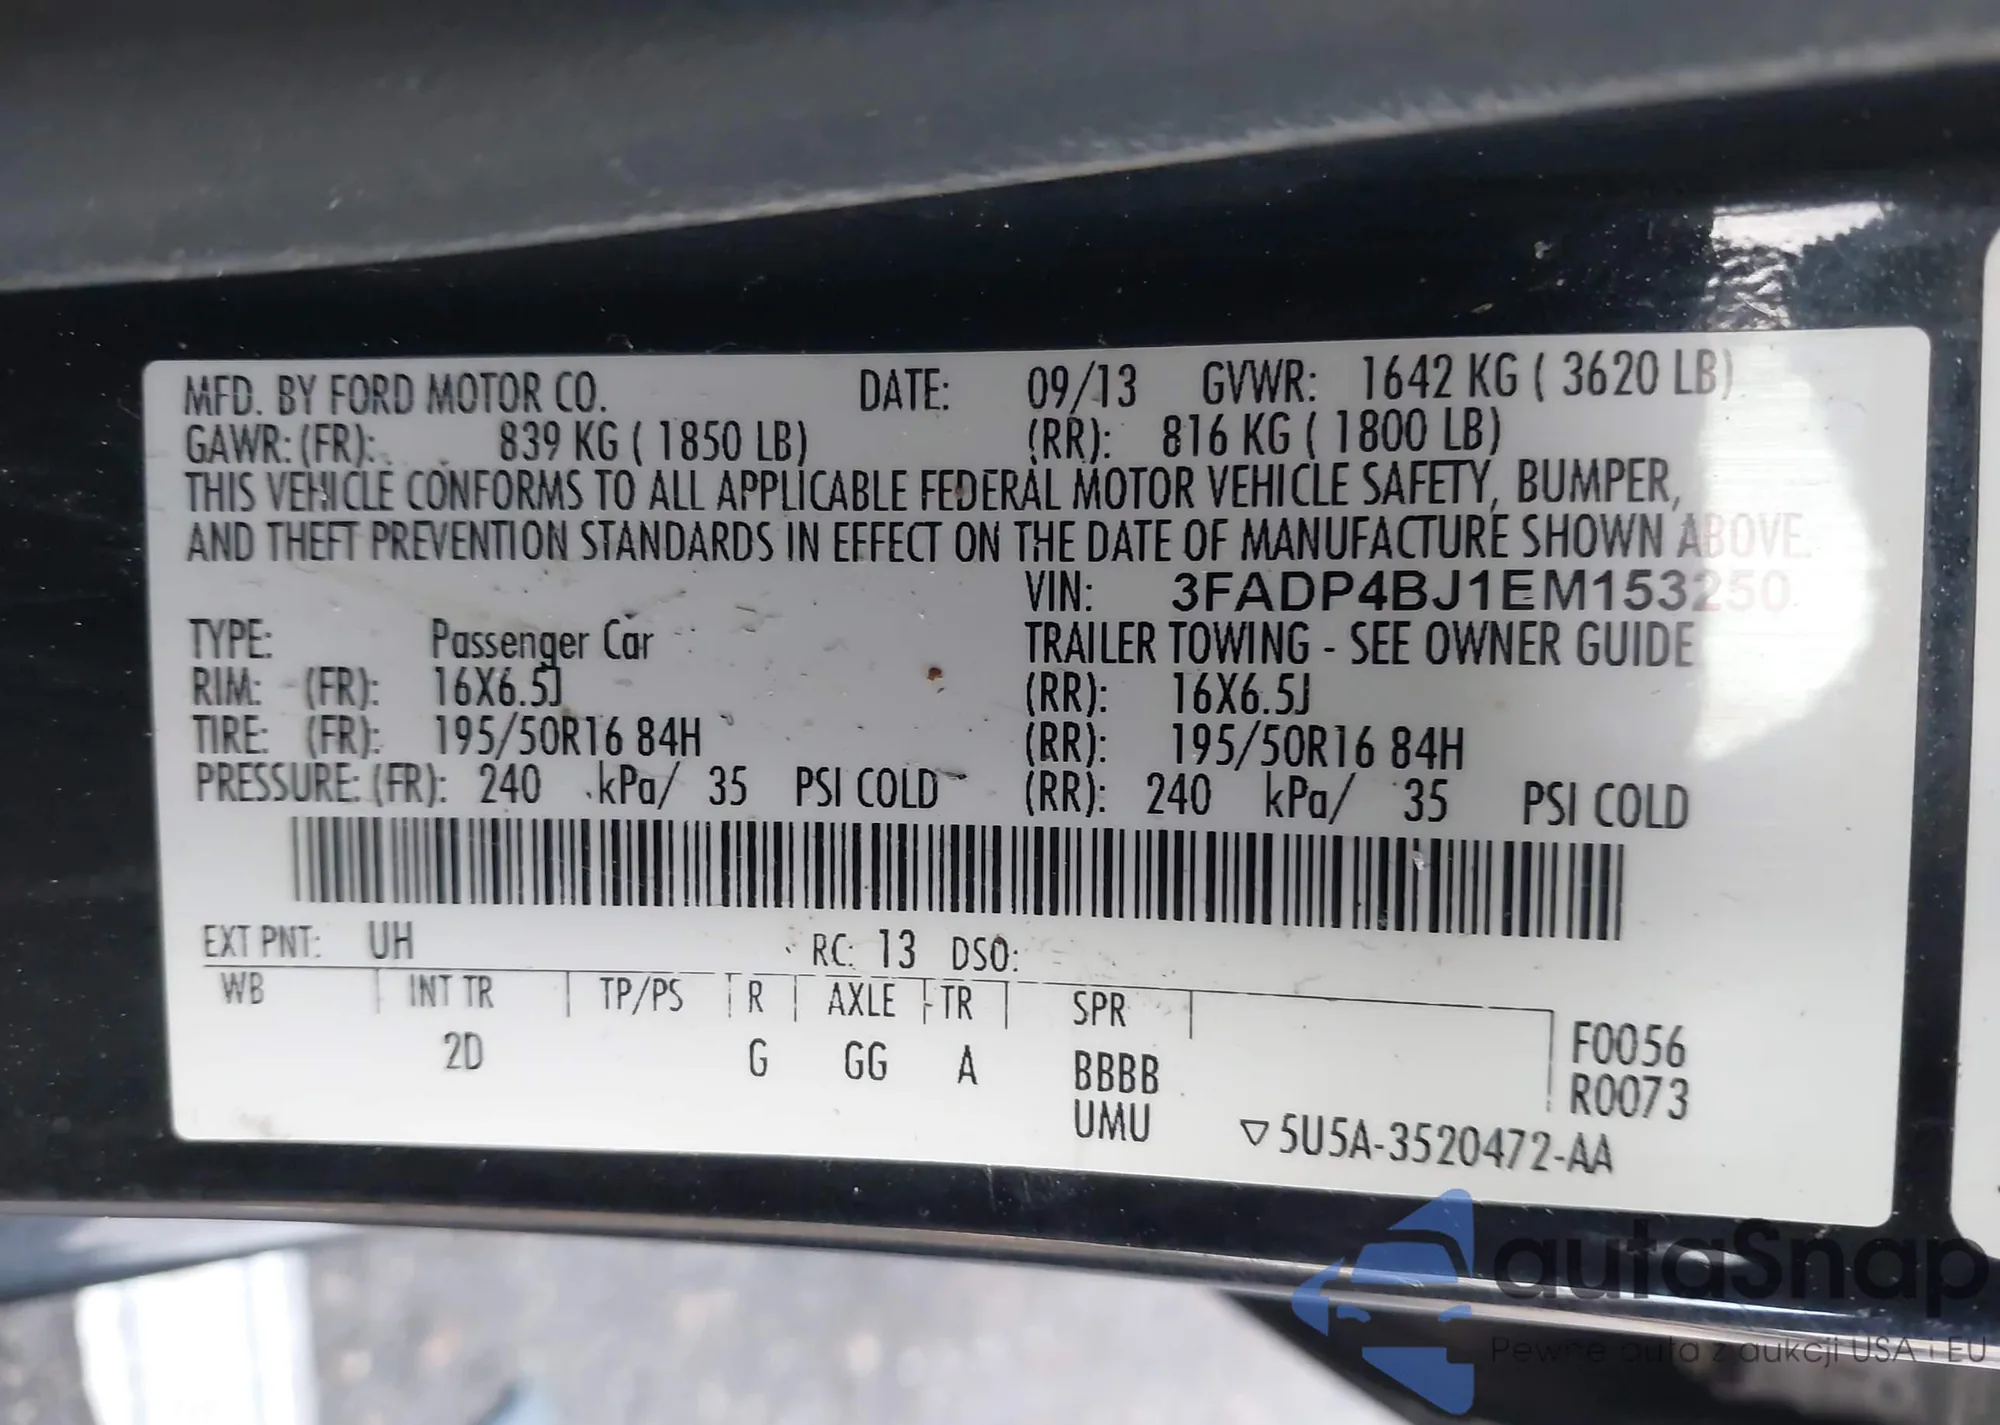 MFD. BY FORD MOTOR CO. DATE: 09/13 GVWR: 1642 KG ( 3620 LB)
GAWR: (FR): 839 KG ( 1850 LB) (RR): 816 KG ( 1800 LB)
THIS VEHICLE CONFORMS TO ALL APPLICABLE FEDERAL MOTOR VEHICLE SAFETY, BUMPER,
AND THEFT PREVENTION STANDARDS IN EFFECT ON THE DATE OF MANUFACTURE SHOWN ABOVE.
VIN: 3FADP4BJ1EM153250
TYPE: Passenger Car TRAILER TOWING - SEE OWNER GUIDE
RIM: (FR): 16X6.5J (RR): 16X6.5J
TIRE: (FR): 195/50R16 84H (RR): 195/50R16 84H
PRESSURE: (FR): 240 kPa/ 35 PSI COLD (RR): 240 kPa/ 35 PSI COLD
EXT PNT: UH RC: 13 DSO:
WB INT TR TP/PS R AXLE TR SPR
2D G GG A BBBB
UMU
F0056
R0073
▽5U5A-3520472-AA
autaSnap
Pewne auta z aukcji USA i EU